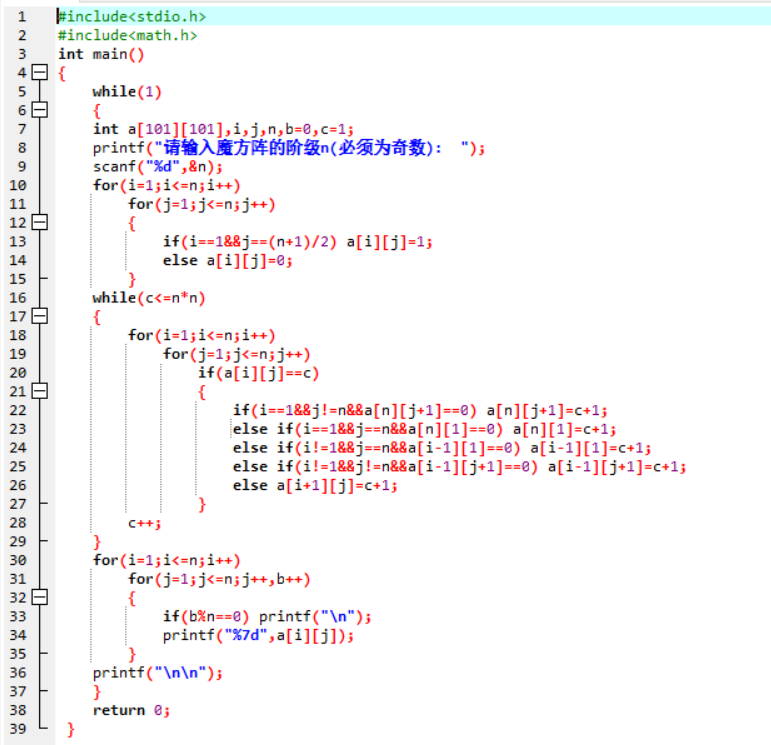 1 #include<stdio.h>
2 #include<math.h>
3 int main()
4 {
5 while(1)
6 {
7 int a[101][101],i,j,n,b=0,c=1;
8 printf("请输入魔方阵的阶级n(必须为奇数)： ");
9 scanf("%d",&n);
10 for(i=1;i<=n;i++)
11 for(j=1;j<=n;j++)
12 {
13 if(i==1&&j==(n+1)/2) a[i][j]=1;
14 else a[i][j]=0;
15 }
16 while(c<=n*n)
17 {
18 for(i=1;i<=n;i++)
19 for(j=1;j<=n;j++)
20 if(a[i][j]==c)
21 {
22 if(i==1&&j!=n&&a[n][j+1]==0) a[n][j+1]=c+1;
23 else if(i==1&&j==n&&a[n][1]==0) a[n][1]=c+1;
24 else if(i!=1&&j==n&&a[i-1][1]==0) a[i-1][1]=c+1;
25 else if(i!=1&&j!=n&&a[i-1][j+1]==0) a[i-1][j+1]=c+1;
26 else a[i+1][j]=c+1;
27 }
28 c++;
29 }
30 for(i=1;i<=n;i++)
31 for(j=1;j<=n;j++,b++)
32 {
33 if(b%n==0) printf("\n");
34 printf("%7d",a[i][j]);
35 }
36 printf("\n\n");
37 }
38 return 0;
39 }